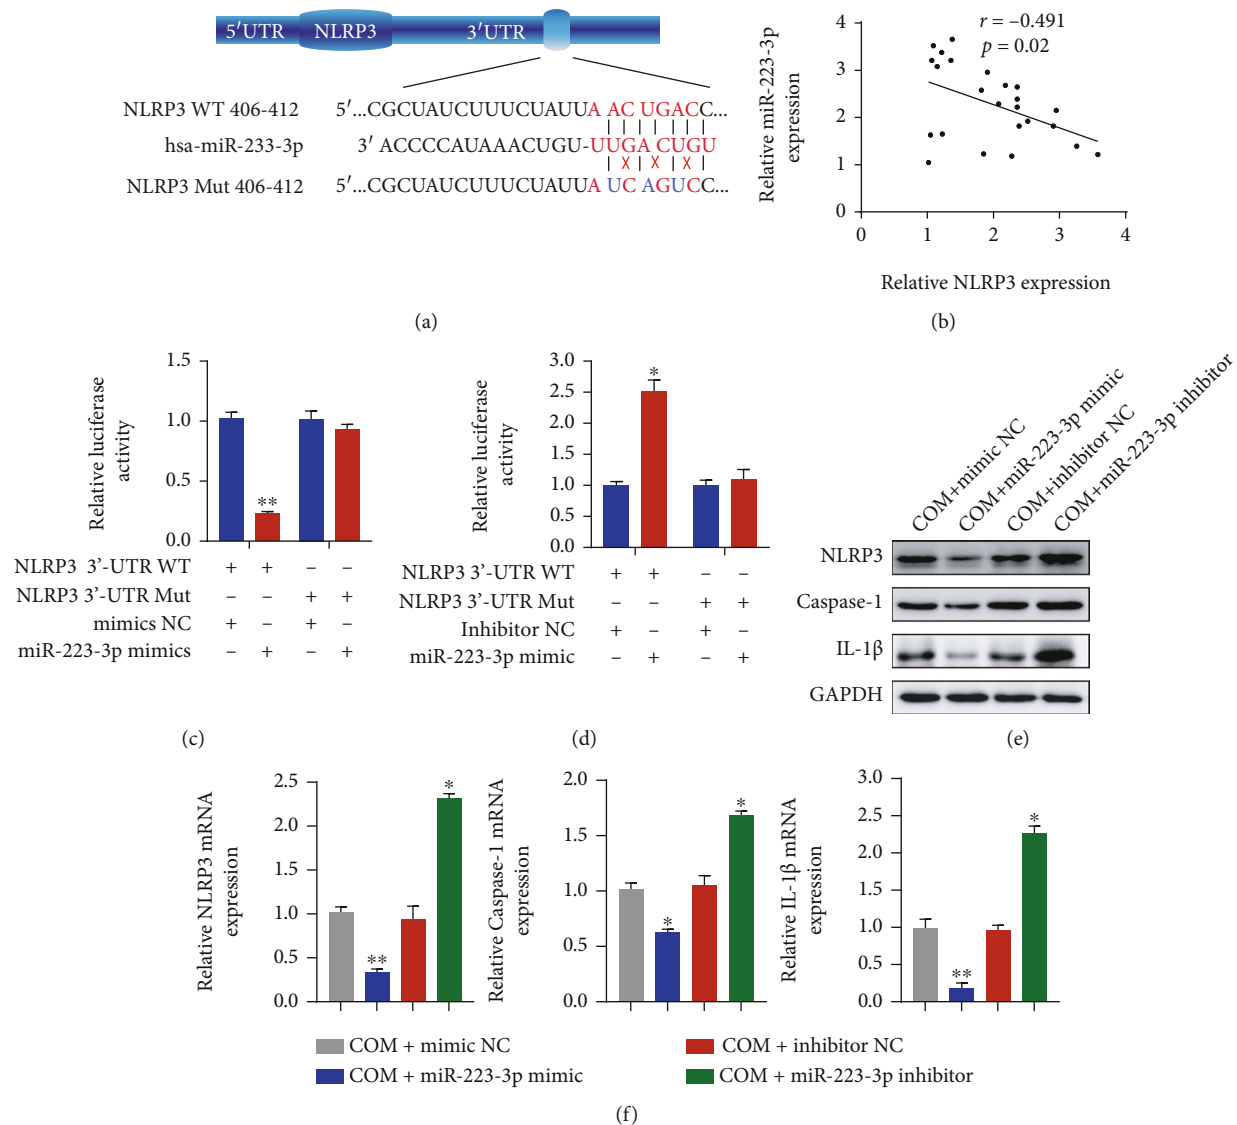 5′UTR NLRP3 3′UTR
NLRP3 WT 406-412 5′...CGCUAUCUUUCUAUUA ACUGACC...
hsa-miR-233-3p 3′ ACCCCAUAAACUGU-UUGACUGU
NLRP3 Mut 406-412 5′...CGCUAUCUUUCUAUUA UCAGUCC...
(a)
r = –0.491
p = 0.02
Relative miR-223-3p
expression
4
3
2
1
0
0 1 2 3 4
Relative NLRP3 expression
(b)
Relative luciferase
activity
1.5
1.0
0.5
0.0
**
NLRP3 3’-UTR WT + + – –
NLRP3 3’-UTR Mut – – + +
mimics NC + – + –
miR-223-3p mimics – + – +
(c)
Relative luciferase
activity
3.0
2.5
2.0
1.5
1.0
0.5
0.0
*
NLRP3 3’-UTR WT + + – –
NLRP3 3’-UTR Mut – – + +
Inhibitor NC + – + –
miR-223-3p mimic – + – +
(d)
COM+mimic NC
COM+miR-223-3p mimic
COM+inhibitor NC
COM+miR-223-3p inhibitor
NLRP3
Caspase-1
IL-1β
GAPDH
(e)
Relative NLRP3 mRNA
expression
2.5
2.0
1.5
1.0
0.5
0.0
**
*
Relative Caspase-1 mRNA
expression
2.0
1.5
1.0
0.5
0.0
*
*
Relative IL-1β mRNA
expression
3.0
2.5
2.0
1.5
1.0
0.5
0.0
**
*
COM + mimic NC
COM + miR-223-3p mimic
COM + inhibitor NC
COM + miR-223-3p inhibitor
(f)